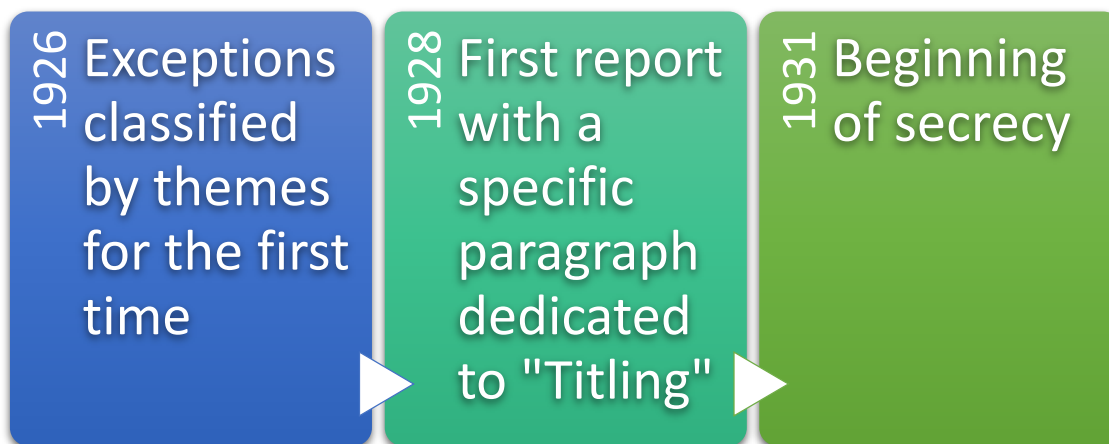 1926
Exceptions
classified
by themes
for the first
time
1928
First report
with a
specific
paragraph
dedicated
to "Titling"
1931
Beginning
of secrecy